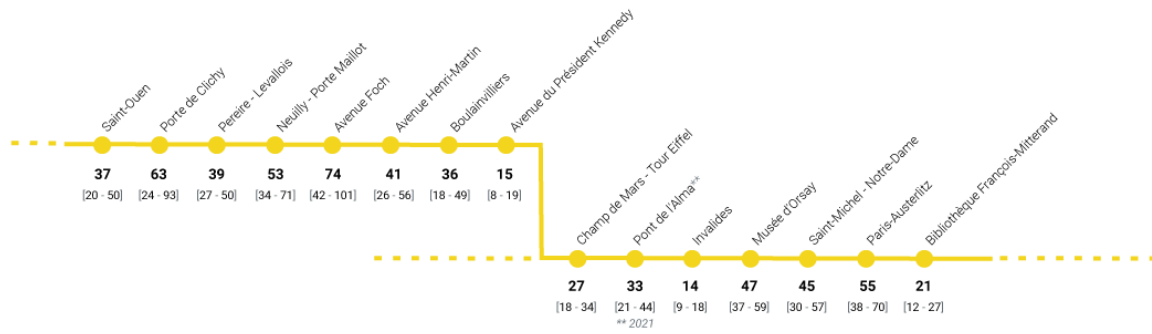 Saint-Ouen
Porte de Clichy
Pereire - Levallois
Neuilly - Porte Maillot
Avenue Foch
Avenue Henri-Martin
Boulainvilliers
Avenue du Président Kennedy
37 63 39 53 74 41 36 15
[20 - 50] [24 - 93] [27 - 50] [34 - 71] [42 - 101] [26 - 56] [18 - 49] [8 - 19]
Champ de Mars - Tour Eiffel
Pont de l'Alma**
Invalides
Musée d'Orsay
Saint-Michel - Notre-Dame
Paris-Austerlitz
Bibliothèque François-Mitterand
27 33 14 47 45 55 21
[18 - 34] [21 - 44] [9 - 18] [37 - 59] [30 - 57] [38 - 70] [12 - 27]
** 2021